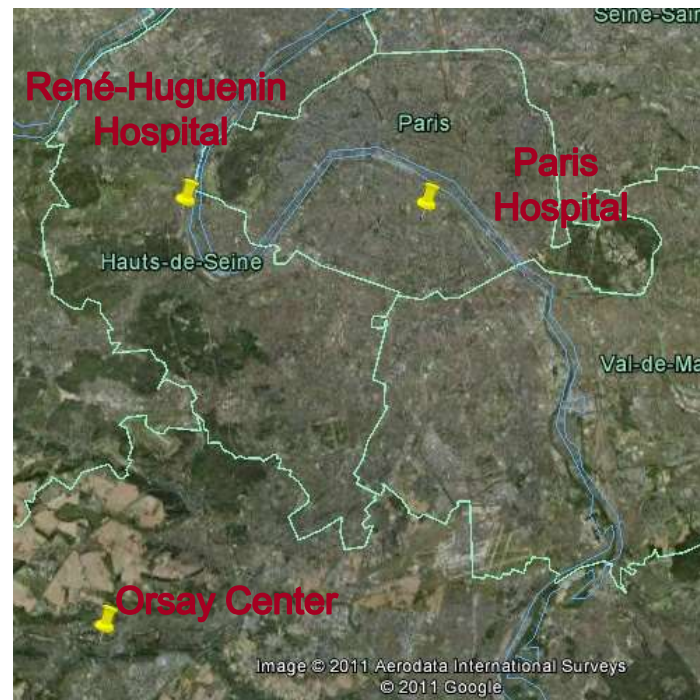 Seine-Sain
René-Huguenin
Hospital
Paris
Paris
Hospital
Hauts-de-Seine
Val-de-Ma
Orsay Center
Image © 2011 Aerodata International Surveys
© 2011 Google